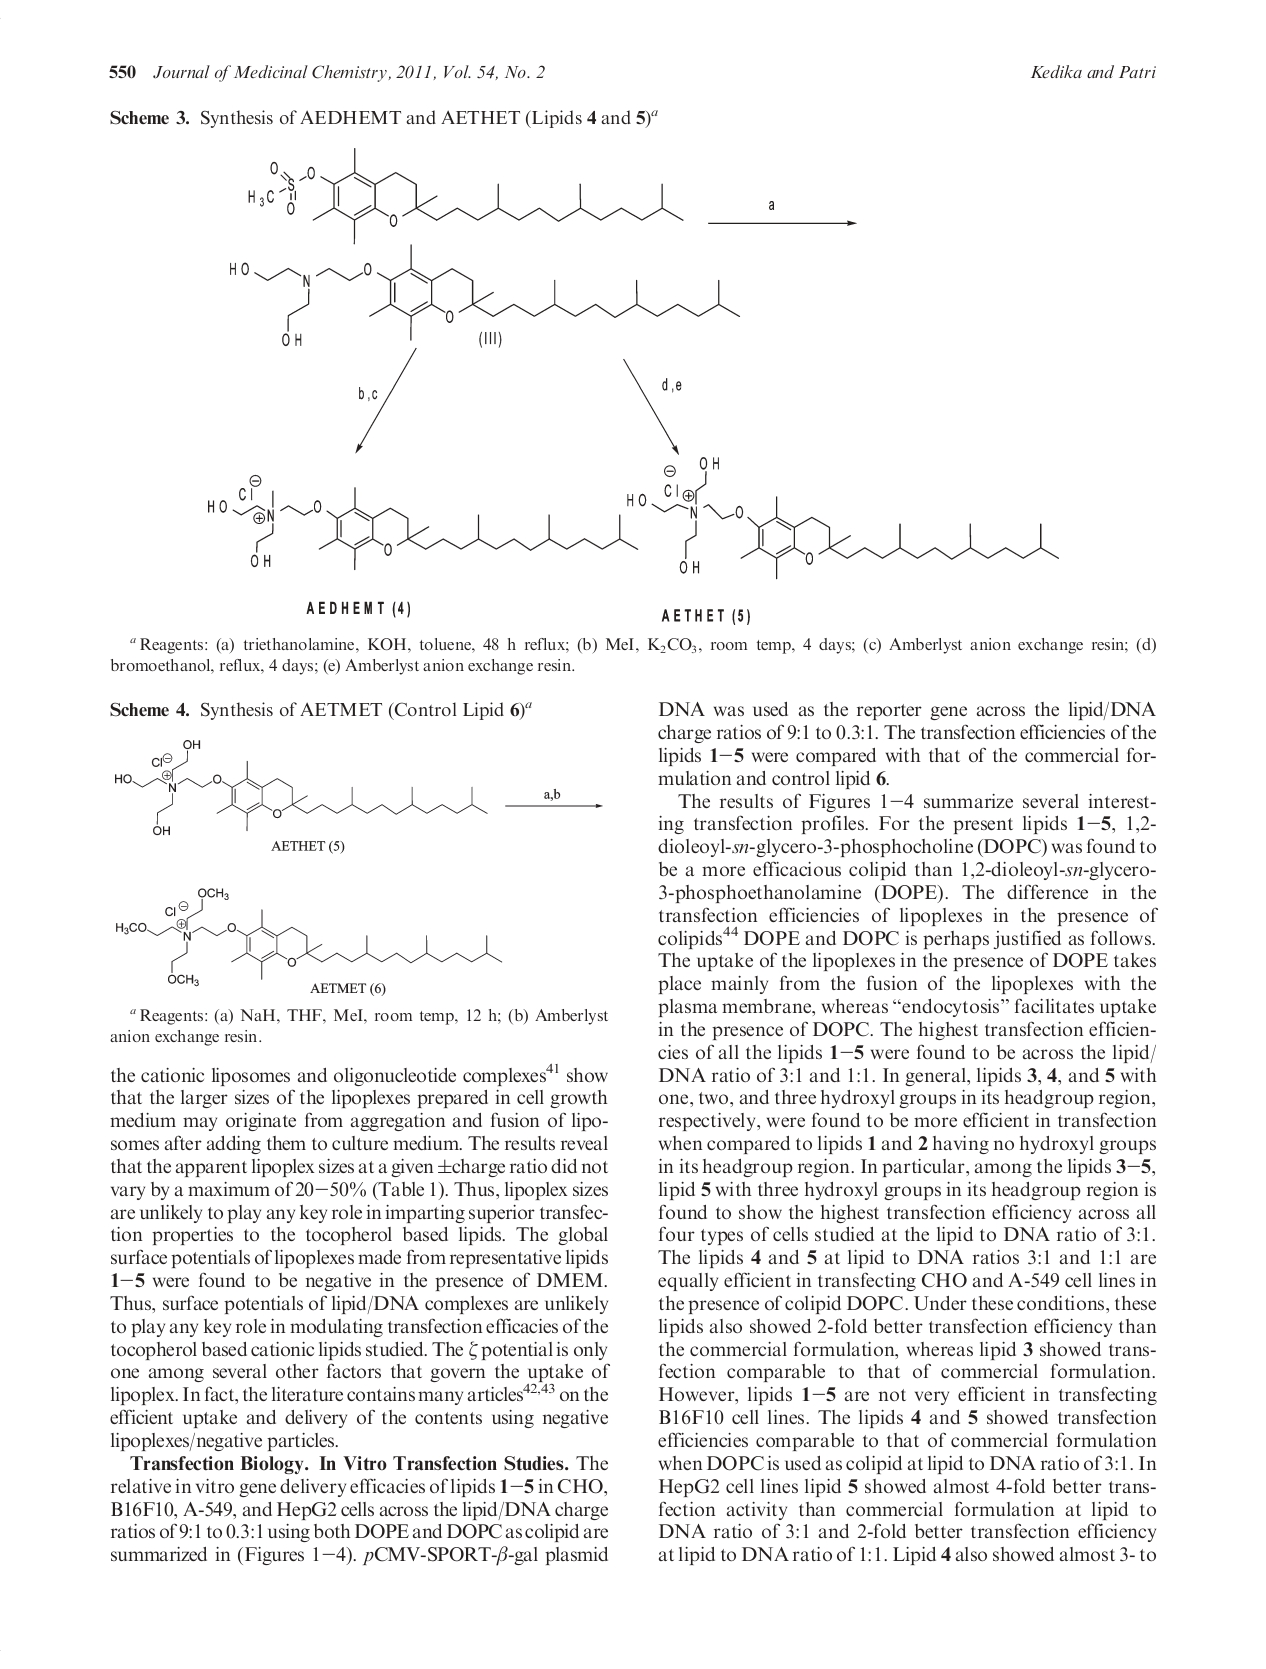 550 Journal of Medicinal Chemistry, 2011, Vol. 54, No. 2
Kedika and Patri
Scheme 3. Synthesis of AEDHEMT and AETHET (Lipids 4 and 5)a
O
S
O
O
H3C
O
a
HO
N
O
OH
O
(III)
b,c
d,e
Cl ⊖
HO
⊕N
O
OH
O
AEDHEMT (4)
⊖
OH
Cl ⊕
HO
N
O
OH
O
AETHET (5)
a Reagents: (a) triethanolamine, KOH, toluene, 48 h reflux; (b) MeI, K2CO3, room temp, 4 days; (c) Amberlyst anion exchange resin; (d)
bromoethanol, reflux, 4 days; (e) Amberlyst anion exchange resin.
Scheme 4. Synthesis of AETMET (Control Lipid 6)a
OH
Cl⊖
HO
⊕
N
O
OH
O
AETHET (5)
a,b
OCH3
Cl ⊖
H3CO
⊕
N
O
OCH3
O
AETMET (6)
a Reagents: (a) NaH, THF, MeI, room temp, 12 h; (b) Amberlyst
anion exchange resin.
the cationic liposomes and oligonucleotide complexes41 show
that the larger sizes of the lipoplexes prepared in cell growth
medium may originate from aggregation and fusion of lipo-
somes after adding them to culture medium. The results reveal
that the apparent lipoplex sizes at a given ±charge ratio did not
vary by a maximum of 20−50% (Table 1). Thus, lipoplex sizes
are unlikely to play any key role in imparting superior transfec-
tion properties to the tocopherol based lipids. The global
surface potentials of lipoplexes made from representative lipids
1−5 were found to be negative in the presence of DMEM.
Thus, surface potentials of lipid/DNA complexes are unlikely
to play any key role in modulating transfection efficacies of the
tocopherol based cationic lipids studied. The ζ potential is only
one among several other factors that govern the uptake of
lipoplex. In fact, the literature contains many articles42,43 on the
efficient uptake and delivery of the contents using negative
lipoplexes/negative particles.
Transfection Biology. In Vitro Transfection Studies. The
relative in vitro gene delivery efficacies of lipids 1−5 in CHO,
B16F10, A-549, and HepG2 cells across the lipid/DNA charge
ratios of 9:1 to 0.3:1 using both DOPE and DOPC as colipid are
summarized in (Figures 1−4). pCMV-SPORT-β-gal plasmid
DNA was used as the reporter gene across the lipid/DNA
charge ratios of 9:1 to 0.3:1. The transfection efficiencies of the
lipids 1−5 were compared with that of the commercial for-
mulation and control lipid 6.
The results of Figures 1−4 summarize several interest-
ing transfection profiles. For the present lipids 1−5, 1,2-
dioleoyl-sn-glycero-3-phosphocholine (DOPC) was found to
be a more efficacious colipid than 1,2-dioleoyl-sn-glycero-
3-phosphoethanolamine (DOPE). The difference in the
transfection efficiencies of lipoplexes in the presence of
colipids44 DOPE and DOPC is perhaps justified as follows.
The uptake of the lipoplexes in the presence of DOPE takes
place mainly from the fusion of the lipoplexes with the
plasma membrane, whereas “endocytosis” facilitates uptake
in the presence of DOPC. The highest transfection efficien-
cies of all the lipids 1−5 were found to be across the lipid/
DNA ratio of 3:1 and 1:1. In general, lipids 3, 4, and 5 with
one, two, and three hydroxyl groups in its headgroup region,
respectively, were found to be more efficient in transfection
when compared to lipids 1 and 2 having no hydroxyl groups
in its headgroup region. In particular, among the lipids 3−5,
lipid 5 with three hydroxyl groups in its headgroup region is
found to show the highest transfection efficiency across all
four types of cells studied at the lipid to DNA ratio of 3:1.
The lipids 4 and 5 at lipid to DNA ratios 3:1 and 1:1 are
equally efficient in transfecting CHO and A-549 cell lines in
the presence of colipid DOPC. Under these conditions, these
lipids also showed 2-fold better transfection efficiency than
the commercial formulation, whereas lipid 3 showed trans-
fection comparable to that of commercial formulation.
However, lipids 1−5 are not very efficient in transfecting
B16F10 cell lines. The lipids 4 and 5 showed transfection
efficiencies comparable to that of commercial formulation
when DOPC is used as colipid at lipid to DNA ratio of 3:1. In
HepG2 cell lines lipid 5 showed almost 4-fold better trans-
fection activity than commercial formulation at lipid to
DNA ratio of 3:1 and 2-fold better transfection efficiency
at lipid to DNA ratio of 1:1. Lipid 4 also showed almost 3- to